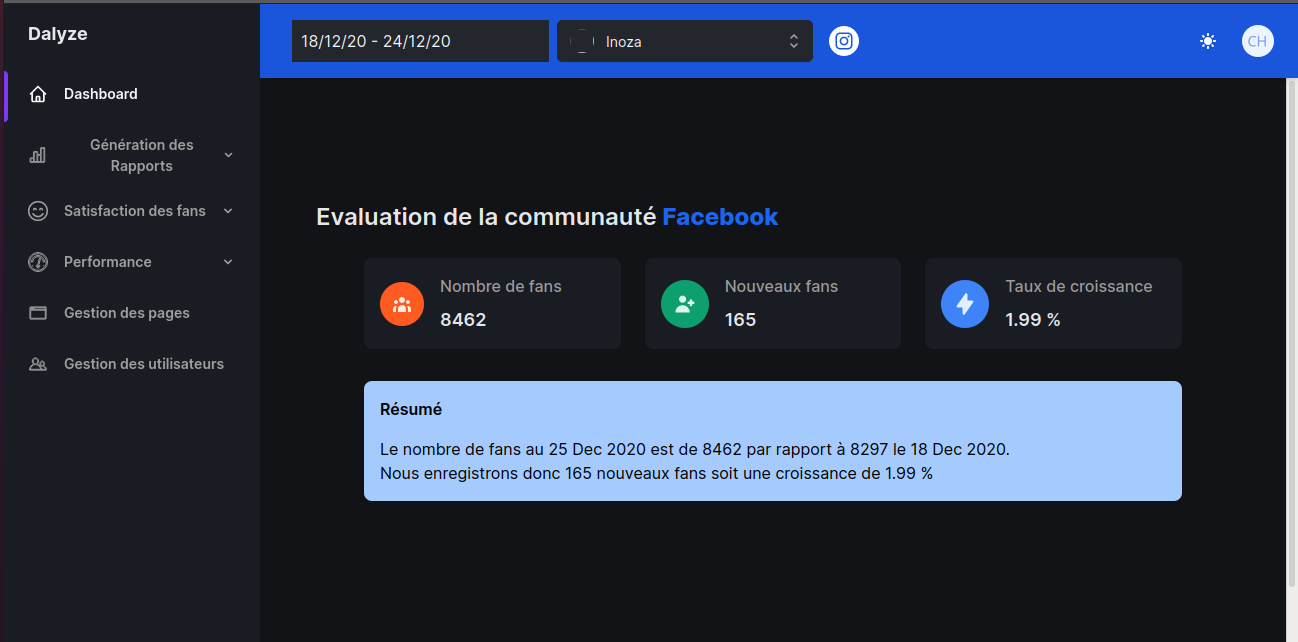 Dalyze
18/12/20 - 24/12/20
Inoza
CH
Dashboard
Génération des
Rapports
Satisfaction des fans
Performance
Gestion des pages
Gestion des utilisateurs
Evaluation de la communauté Facebook
Nombre de fans
8462
Nouveaux fans
165
Taux de croissance
1.99 %
Résumé
Le nombre de fans au 25 Dec 2020 est de 8462 par rapport à 8297 le 18 Dec 2020.
Nous enregistrons donc 165 nouveaux fans soit une croissance de 1.99 %